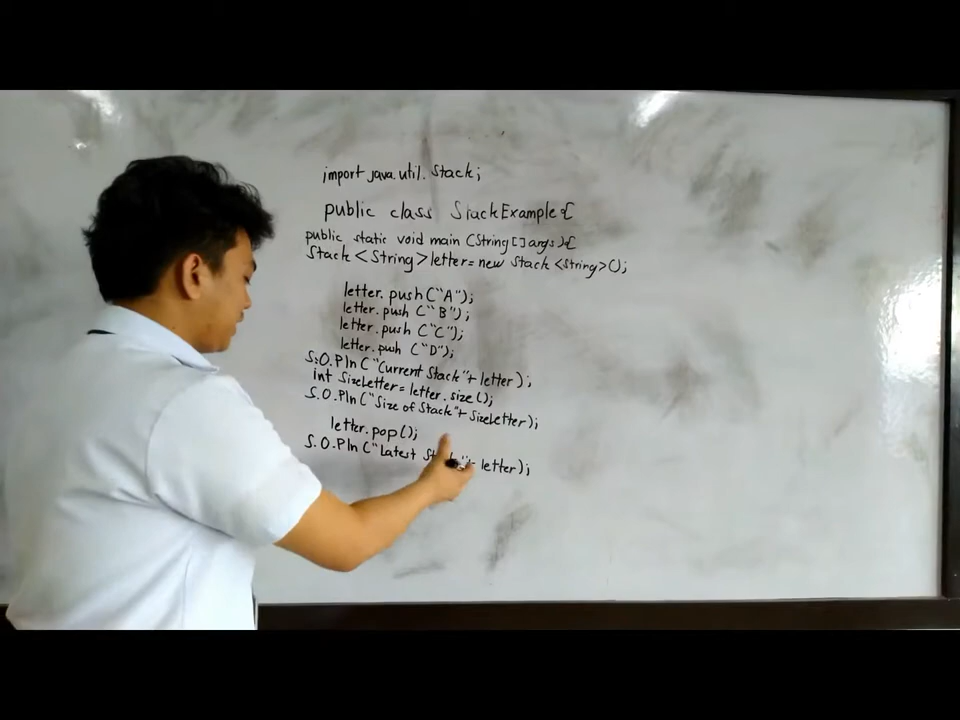 import java.util.Stack;
public class StackExample{
public static void main (String[]args){
Stack<String>letter=new Stack<String>();
letter.push("A");
letter.push("B");
letter.push("C");
letter.push("D");
S.O.Pln("Current Stack"+letter);
int SizeLetter=letter.size();
S.O.Pln("Size of Stack"+SizeLetter);
letter.pop();
S.O.Pln("Latest letter);